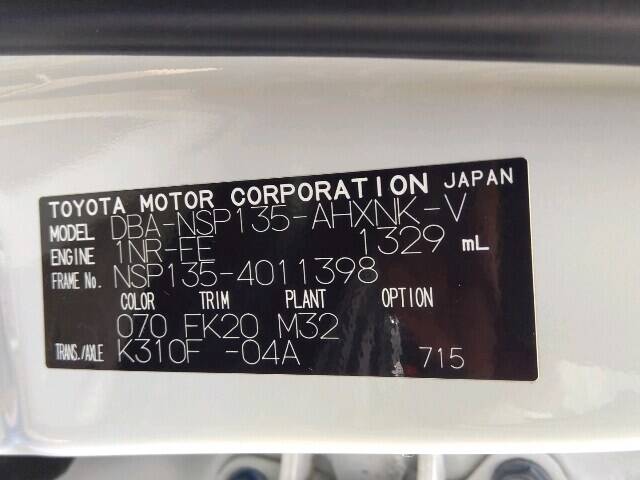 TOYOTA MOTOR CORPORATION JAPAN
MODEL DBA-NSP135-AHXNK-V
ENGINE 1NR-FE 1329 mL
FRAME No. NSP135-4011398
COLOR TRIM PLANT OPTION
070 FK20 M32
TRANS./AXLE K310F -04A 715